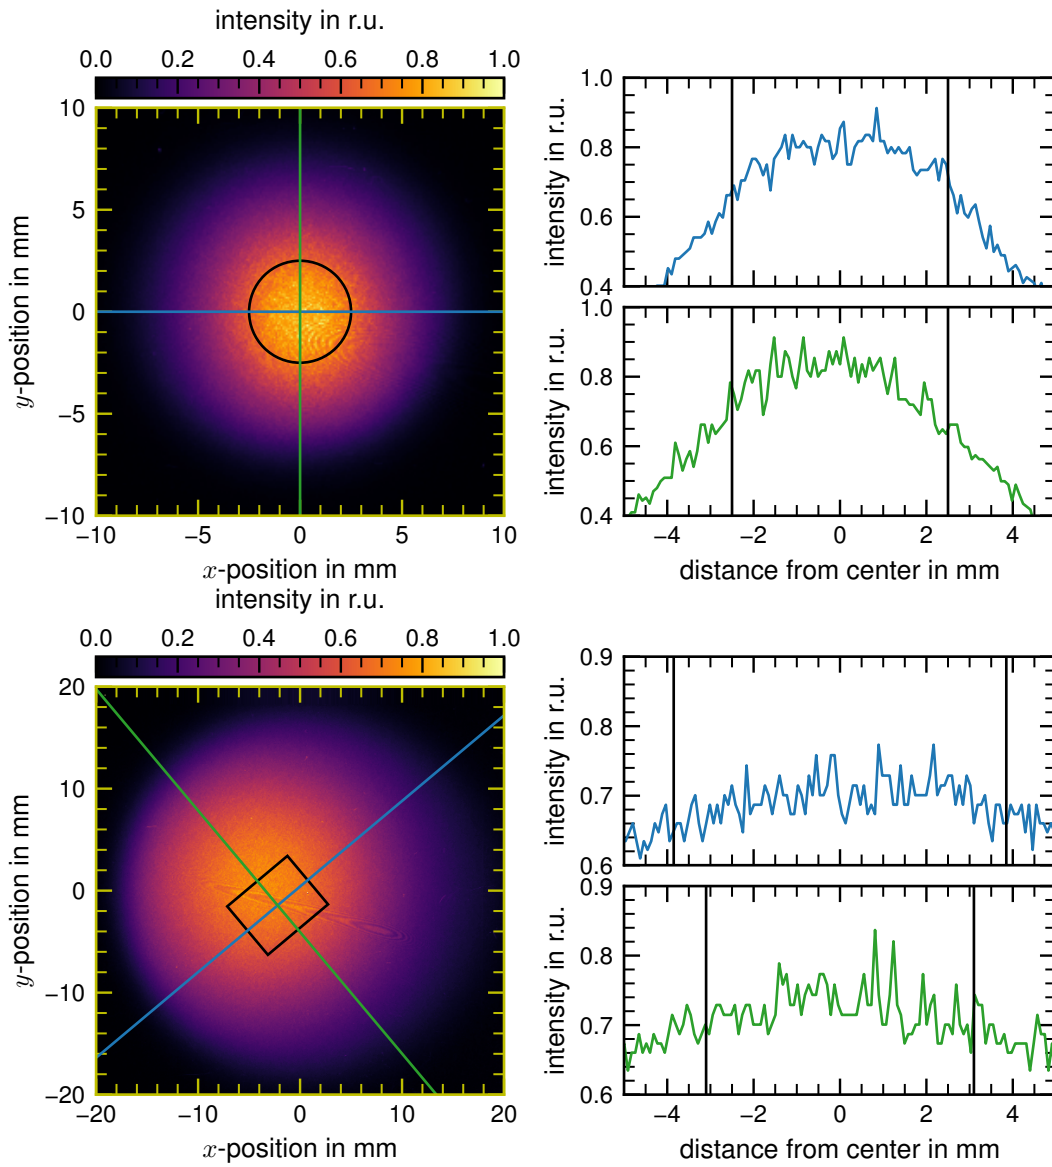 intensity in r.u.
0.0 0.2 0.4 0.6 0.8 1.0
10
5
0
−5
−10
y-position in mm
−10 −5 0 5 10
x-position in mm
1.0
0.8
0.6
0.4
intensity in r.u.
1.0
0.8
0.6
0.4
intensity in r.u.
−4 −2 0 2 4
distance from center in mm
intensity in r.u.
0.0 0.2 0.4 0.6 0.8 1.0
20
10
0
−10
−20
y-position in mm
−20 −10 0 10 20
x-position in mm
0.9
0.8
0.7
0.6
intensity in r.u.
0.9
0.8
0.7
0.6
intensity in r.u.
−4 −2 0 2 4
distance from center in mm